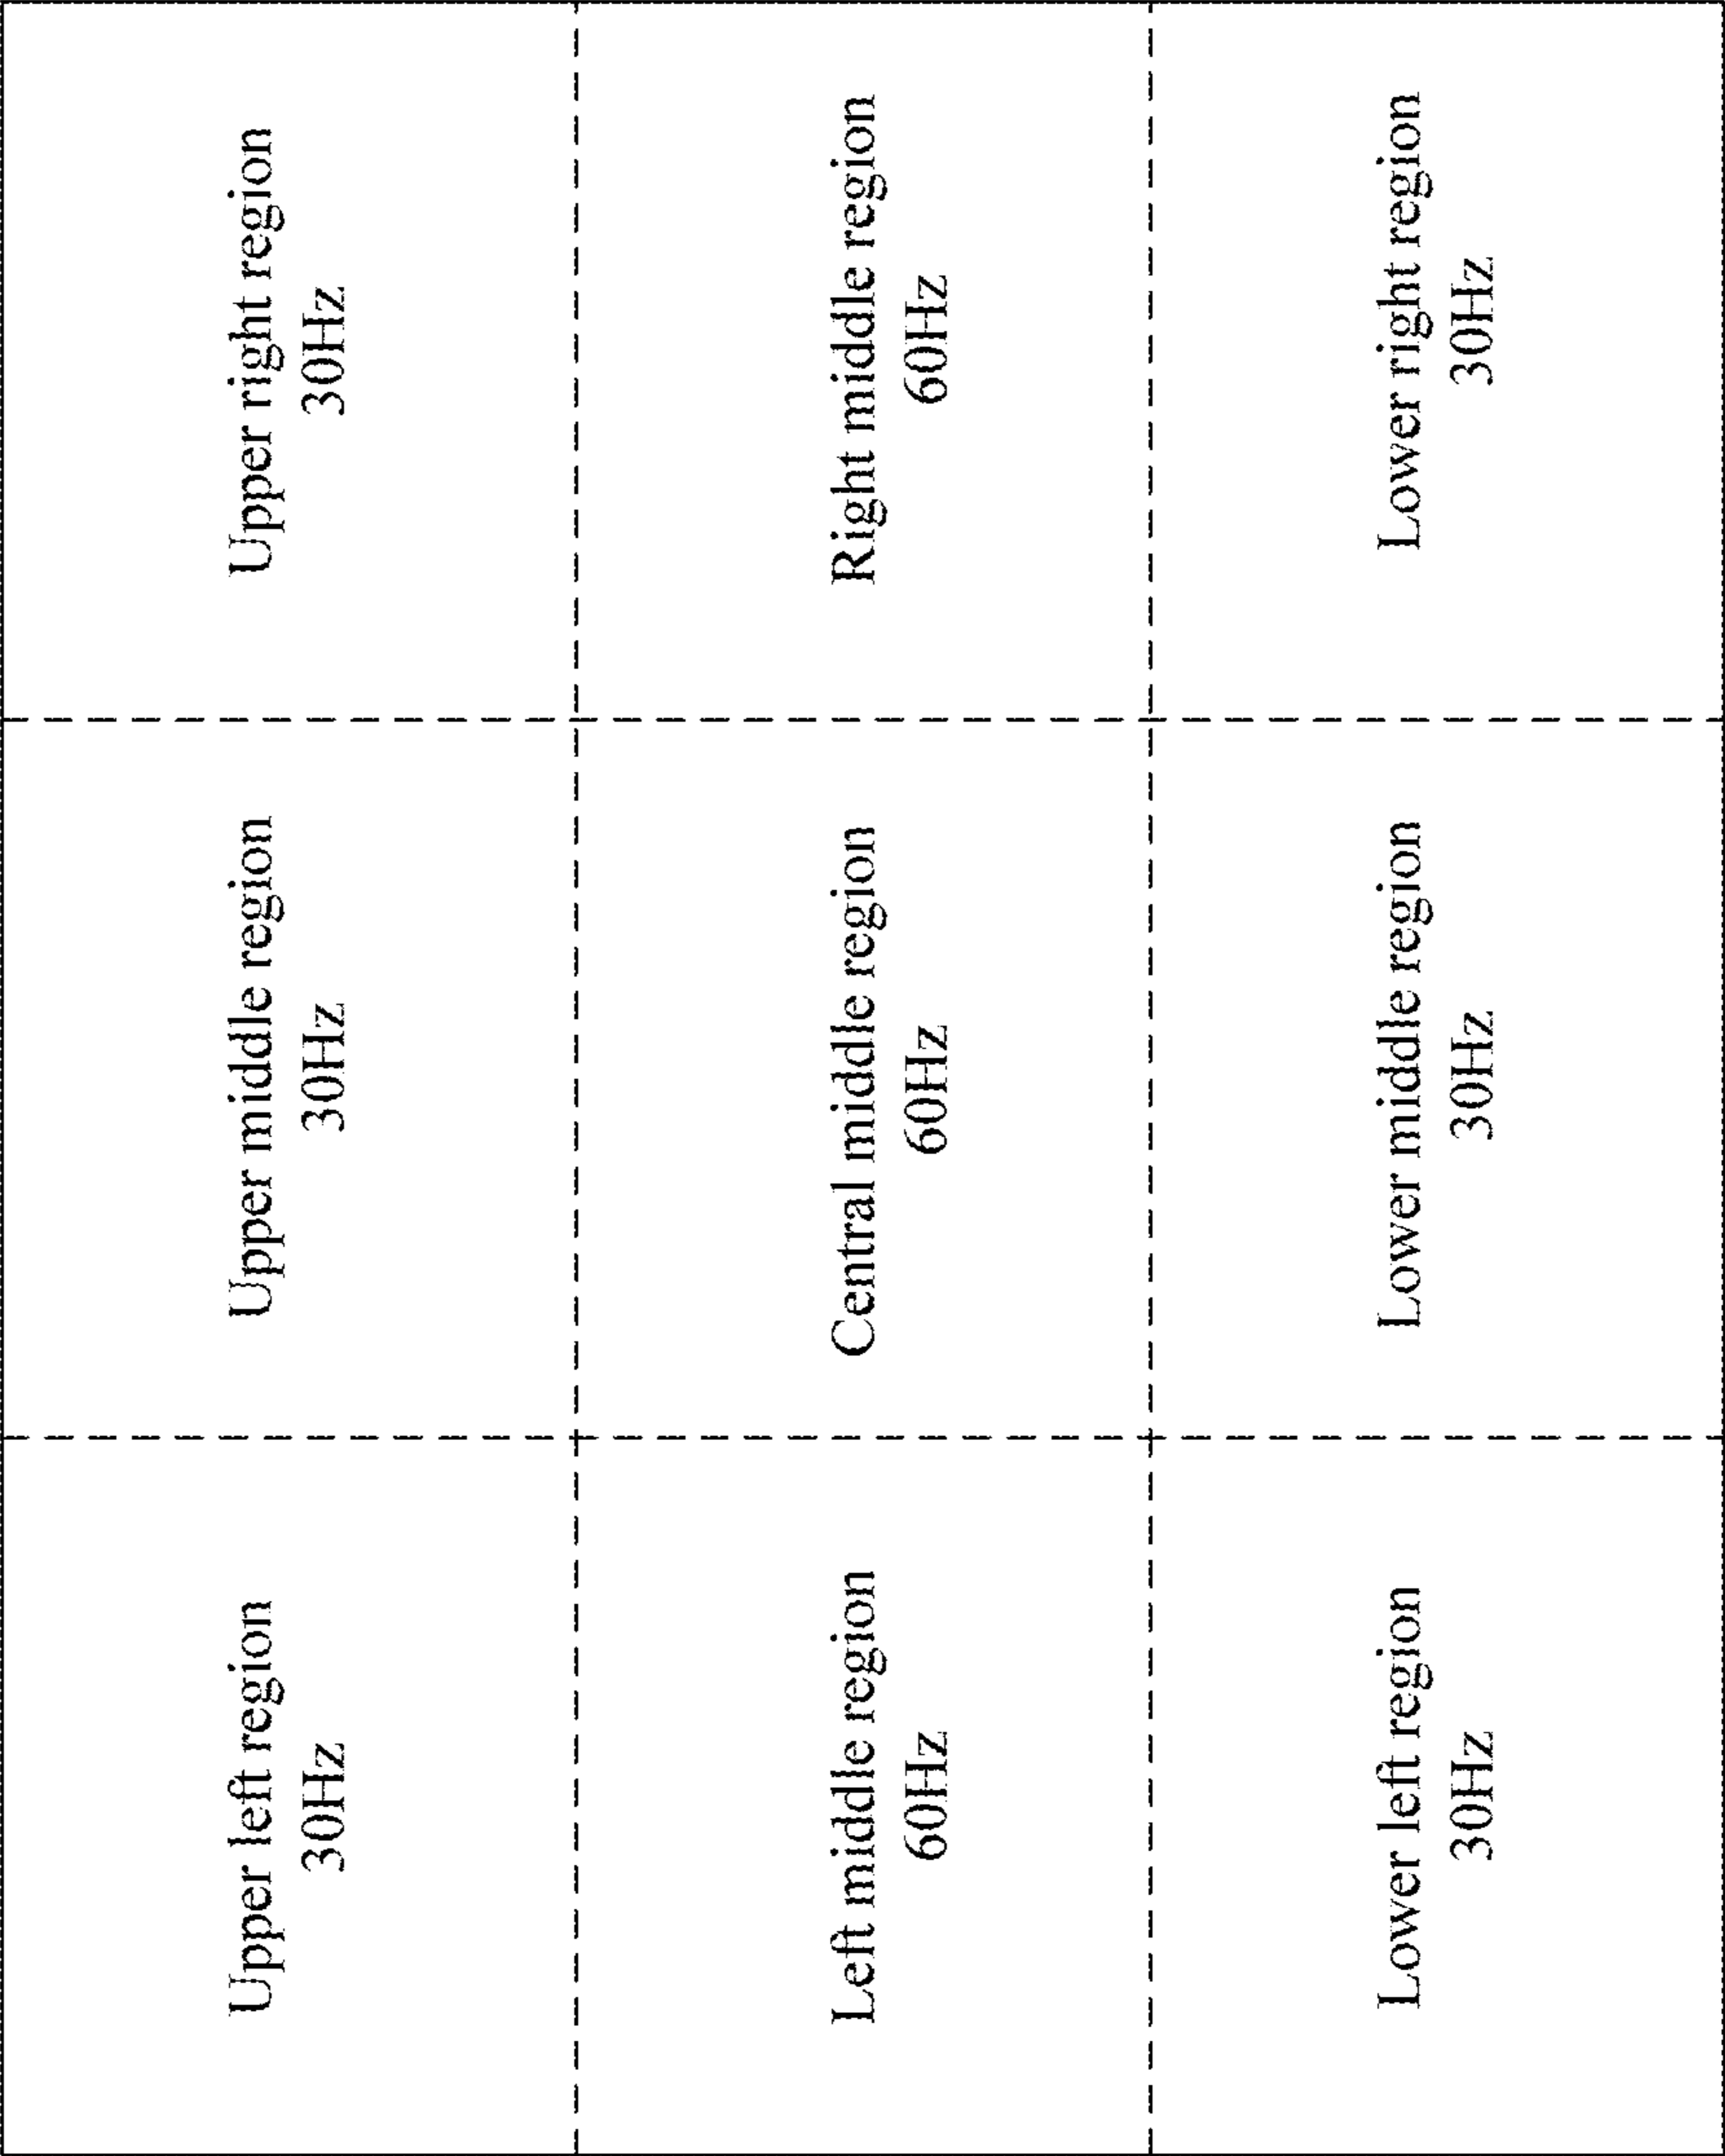 Upper left region
30Hz
Upper middle region
30Hz
Upper right region
30Hz
Left middle region
60Hz
Central middle region
60Hz
Right middle region
60Hz
Lower left region
30Hz
Lower middle region
30Hz
Lower right region
30Hz